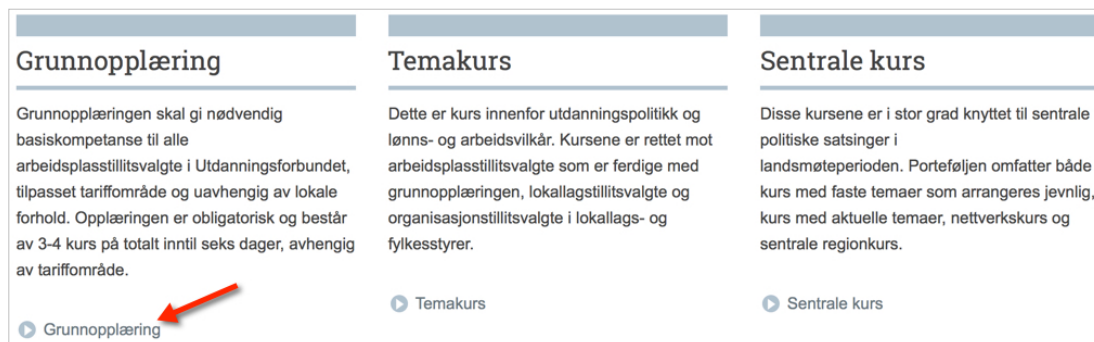 Grunnopplæring
Grunnopplæringen skal gi nødvendig
basiskompetanse til alle
arbeidsplasstillitsvalgte i Utdanningsforbundet,
tilpasset tariffområde og uavhengig av lokale
forhold. Opplæringen er obligatorisk og består
av 3-4 kurs på totalt inntil seks dager, avhengig
av tariffområde.
Grunnopplæring
Temakurs
Dette er kurs innenfor utdanningspolitikk og
lønns- og arbeidsvilkår. Kursene er rettet mot
arbeidsplasstillitsvalgte som er ferdige med
grunnopplæringen, lokallagstillitsvalgte og
organisasjonstillitsvalgte i lokallags- og
fylkesstyrer.
Temakurs
Sentrale kurs
Disse kursene er i stor grad knyttet til sentrale
politiske satsinger i
landsmøteperioden. Porteføljen omfatter både
kurs med faste temaer som arrangeres jevnlig,
kurs med aktuelle temaer, nettverkskurs og
sentrale regionkurs.
Sentrale kurs